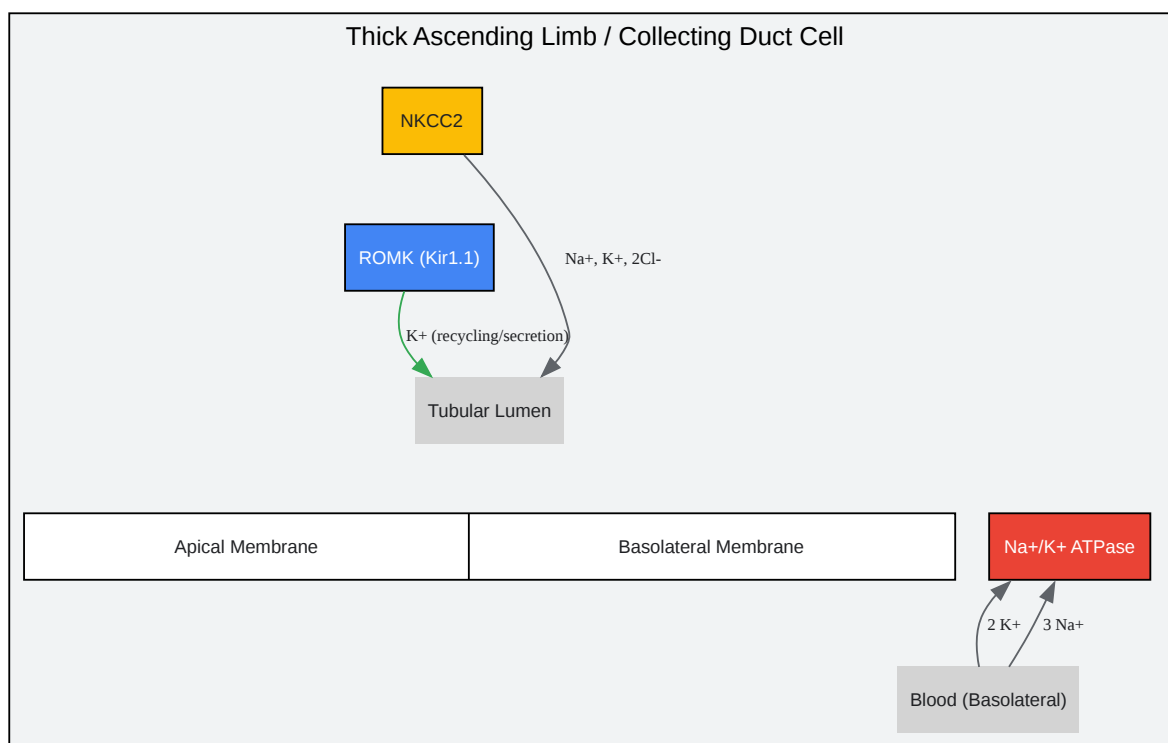 Thick Ascending Limb / Collecting Duct Cell
NKCC2
ROMK (Kir1.1)
Na+, K+, 2Cl-
K+ (recycling/secretion)
Tubular Lumen
Apical Membrane
Basolateral Membrane
Na+/K+ ATPase
2 K+
3 Na+
Blood (Basolateral)